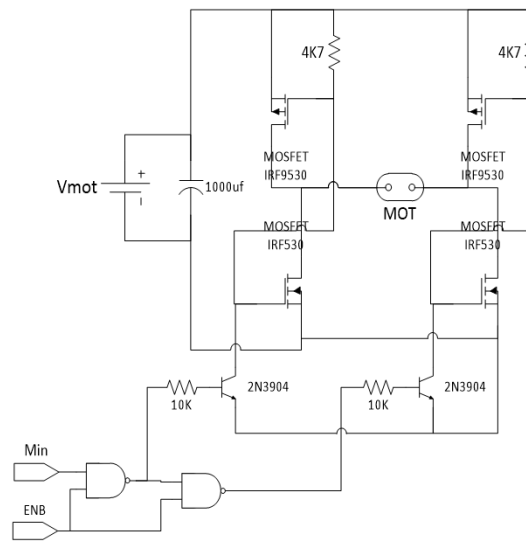 4K7
4K7
MOSFET
IRF9530
MOSFET
IRF9530
Vmot
+
-
1000uf
MOT
MOSFET
IRF530
MOSFET
IRF530
10K
2N3904
10K
2N3904
Min
ENB